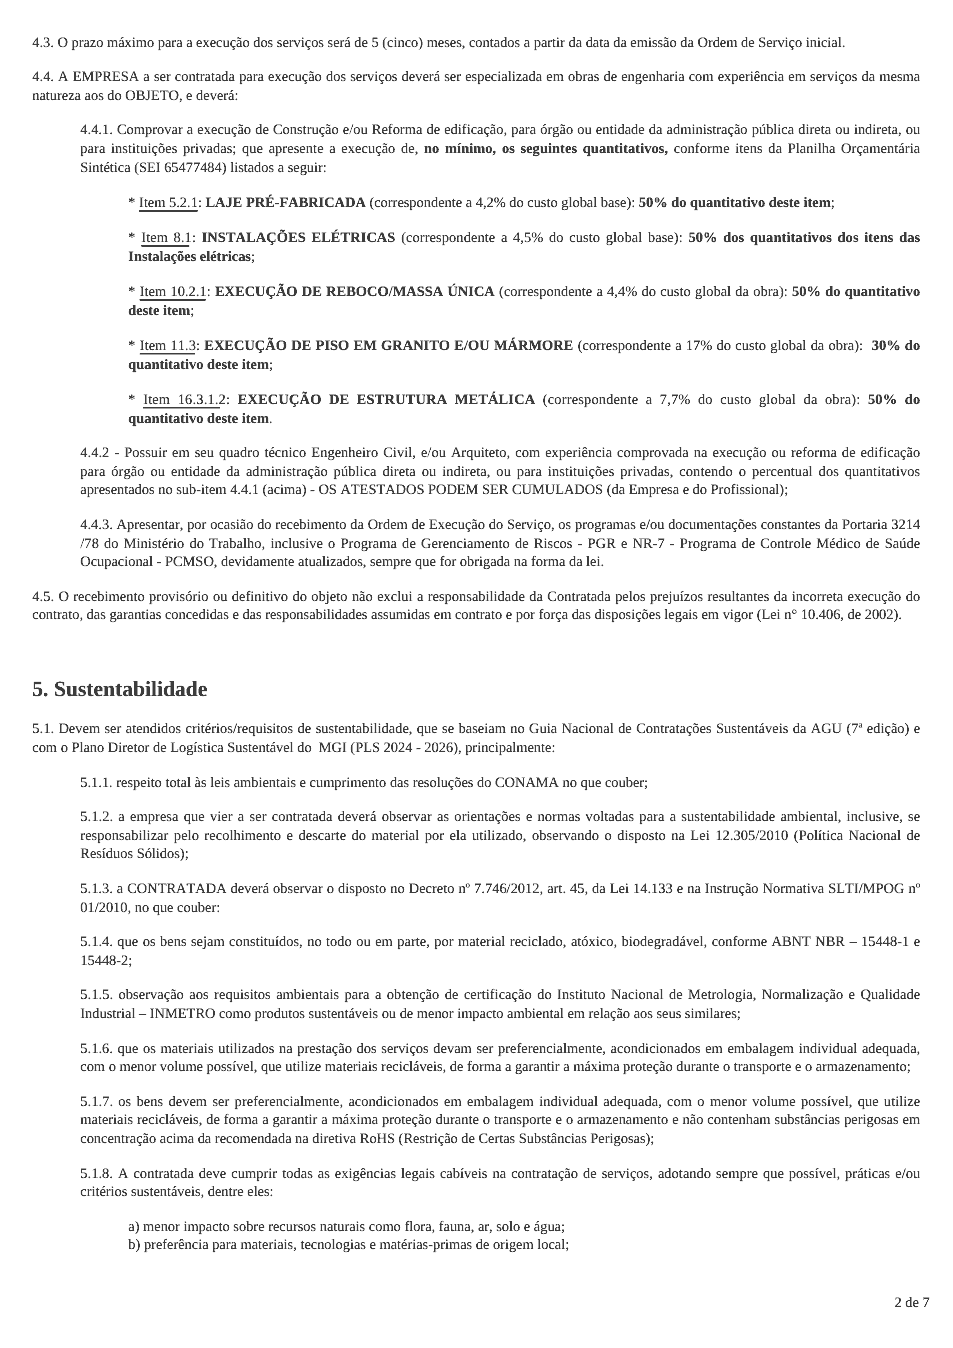 4.3. O prazo máximo para a execução dos serviços será de 5 (cinco) meses, contados a partir da data da emissão da Ordem de Serviço inicial.
4.4. A EMPRESA a ser contratada para execução dos serviços deverá ser especializada em obras de engenharia com experiência em serviços da mesma
natureza aos do OBJETO, e deverá:
4.4.1. Comprovar a execução de Construção e/ou Reforma de edificação, para órgão ou entidade da administração pública direta ou indireta, ou
para instituições privadas; que apresente a execução de, no mínimo, os seguintes quantitativos, conforme itens da Planilha Orçamentária
Sintética (SEI 65477484) listados a seguir:
* Item 5.2.1: LAJE PRÉ-FABRICADA (correspondente a 4,2% do custo global base): 50% do quantitativo deste item;
* Item 8.1: INSTALAÇÕES ELÉTRICAS (correspondente a 4,5% do custo global base): 50% dos quantitativos dos itens das
Instalações elétricas;
* Item 10.2.1: EXECUÇÃO DE REBOCO/MASSA ÚNICA (correspondente a 4,4% do custo global da obra): 50% do quantitativo
deste item;
* Item 11.3: EXECUÇÃO DE PISO EM GRANITO E/OU MÁRMORE (correspondente a 17% do custo global da obra): 30% do
quantitativo deste item;
* Item 16.3.1.2: EXECUÇÃO DE ESTRUTURA METÁLICA (correspondente a 7,7% do custo global da obra): 50% do
quantitativo deste item.
4.4.2 - Possuir em seu quadro técnico Engenheiro Civil, e/ou Arquiteto, com experiência comprovada na execução ou reforma de edificação
para órgão ou entidade da administração pública direta ou indireta, ou para instituições privadas, contendo o percentual dos quantitativos
apresentados no sub-item 4.4.1 (acima) - OS ATESTADOS PODEM SER CUMULADOS (da Empresa e do Profissional);
4.4.3. Apresentar, por ocasião do recebimento da Ordem de Execução do Serviço, os programas e/ou documentações constantes da Portaria 3214
/78 do Ministério do Trabalho, inclusive o Programa de Gerenciamento de Riscos - PGR e NR-7 - Programa de Controle Médico de Saúde
Ocupacional - PCMSO, devidamente atualizados, sempre que for obrigada na forma da lei.
4.5. O recebimento provisório ou definitivo do objeto não exclui a responsabilidade da Contratada pelos prejuízos resultantes da incorreta execução do
contrato, das garantias concedidas e das responsabilidades assumidas em contrato e por força das disposições legais em vigor (Lei n° 10.406, de 2002).
5. Sustentabilidade
5.1. Devem ser atendidos critérios/requisitos de sustentabilidade, que se baseiam no Guia Nacional de Contratações Sustentáveis da AGU (7ª edição) e
com o Plano Diretor de Logística Sustentável do MGI (PLS 2024 - 2026), principalmente:
5.1.1. respeito total às leis ambientais e cumprimento das resoluções do CONAMA no que couber;
5.1.2. a empresa que vier a ser contratada deverá observar as orientações e normas voltadas para a sustentabilidade ambiental, inclusive, se
responsabilizar pelo recolhimento e descarte do material por ela utilizado, observando o disposto na Lei 12.305/2010 (Política Nacional de
Resíduos Sólidos);
5.1.3. a CONTRATADA deverá observar o disposto no Decreto nº 7.746/2012, art. 45, da Lei 14.133 e na Instrução Normativa SLTI/MPOG nº
01/2010, no que couber:
5.1.4. que os bens sejam constituídos, no todo ou em parte, por material reciclado, atóxico, biodegradável, conforme ABNT NBR – 15448-1 e
15448-2;
5.1.5. observação aos requisitos ambientais para a obtenção de certificação do Instituto Nacional de Metrologia, Normalização e Qualidade
Industrial – INMETRO como produtos sustentáveis ou de menor impacto ambiental em relação aos seus similares;
5.1.6. que os materiais utilizados na prestação dos serviços devam ser preferencialmente, acondicionados em embalagem individual adequada,
com o menor volume possível, que utilize materiais recicláveis, de forma a garantir a máxima proteção durante o transporte e o armazenamento;
5.1.7. os bens devem ser preferencialmente, acondicionados em embalagem individual adequada, com o menor volume possível, que utilize
materiais recicláveis, de forma a garantir a máxima proteção durante o transporte e o armazenamento e não contenham substâncias perigosas em
concentração acima da recomendada na diretiva RoHS (Restrição de Certas Substâncias Perigosas);
5.1.8. A contratada deve cumprir todas as exigências legais cabíveis na contratação de serviços, adotando sempre que possível, práticas e/ou
critérios sustentáveis, dentre eles:
a) menor impacto sobre recursos naturais como flora, fauna, ar, solo e água;
b) preferência para materiais, tecnologias e matérias-primas de origem local;
2 de 7